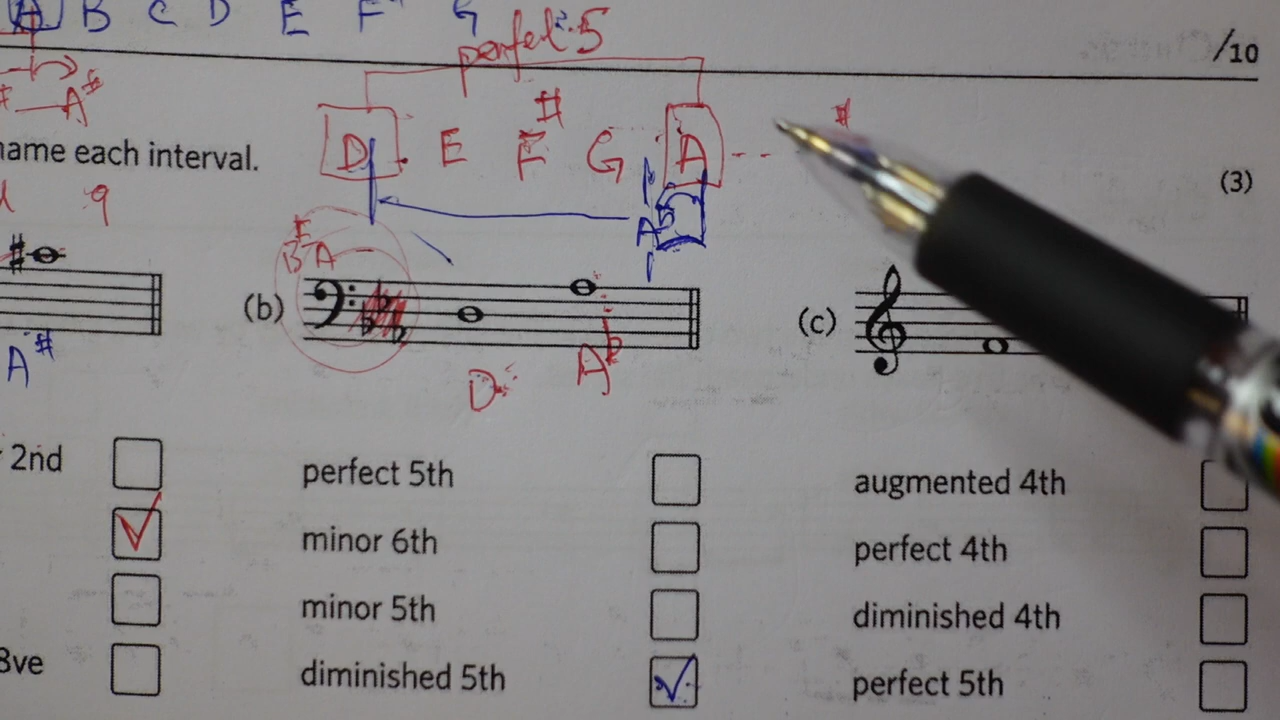 A B C D E F G
perfet 5
/10
# A#
D E F# G A -- #
name each interval.
(3)
9
A♭
B E A
(b)
(c)
A#
D A♭
2nd
perfect 5th
augmented 4th
minor 6th
perfect 4th
minor 5th
diminished 4th
8ve
diminished 5th
perfect 5th